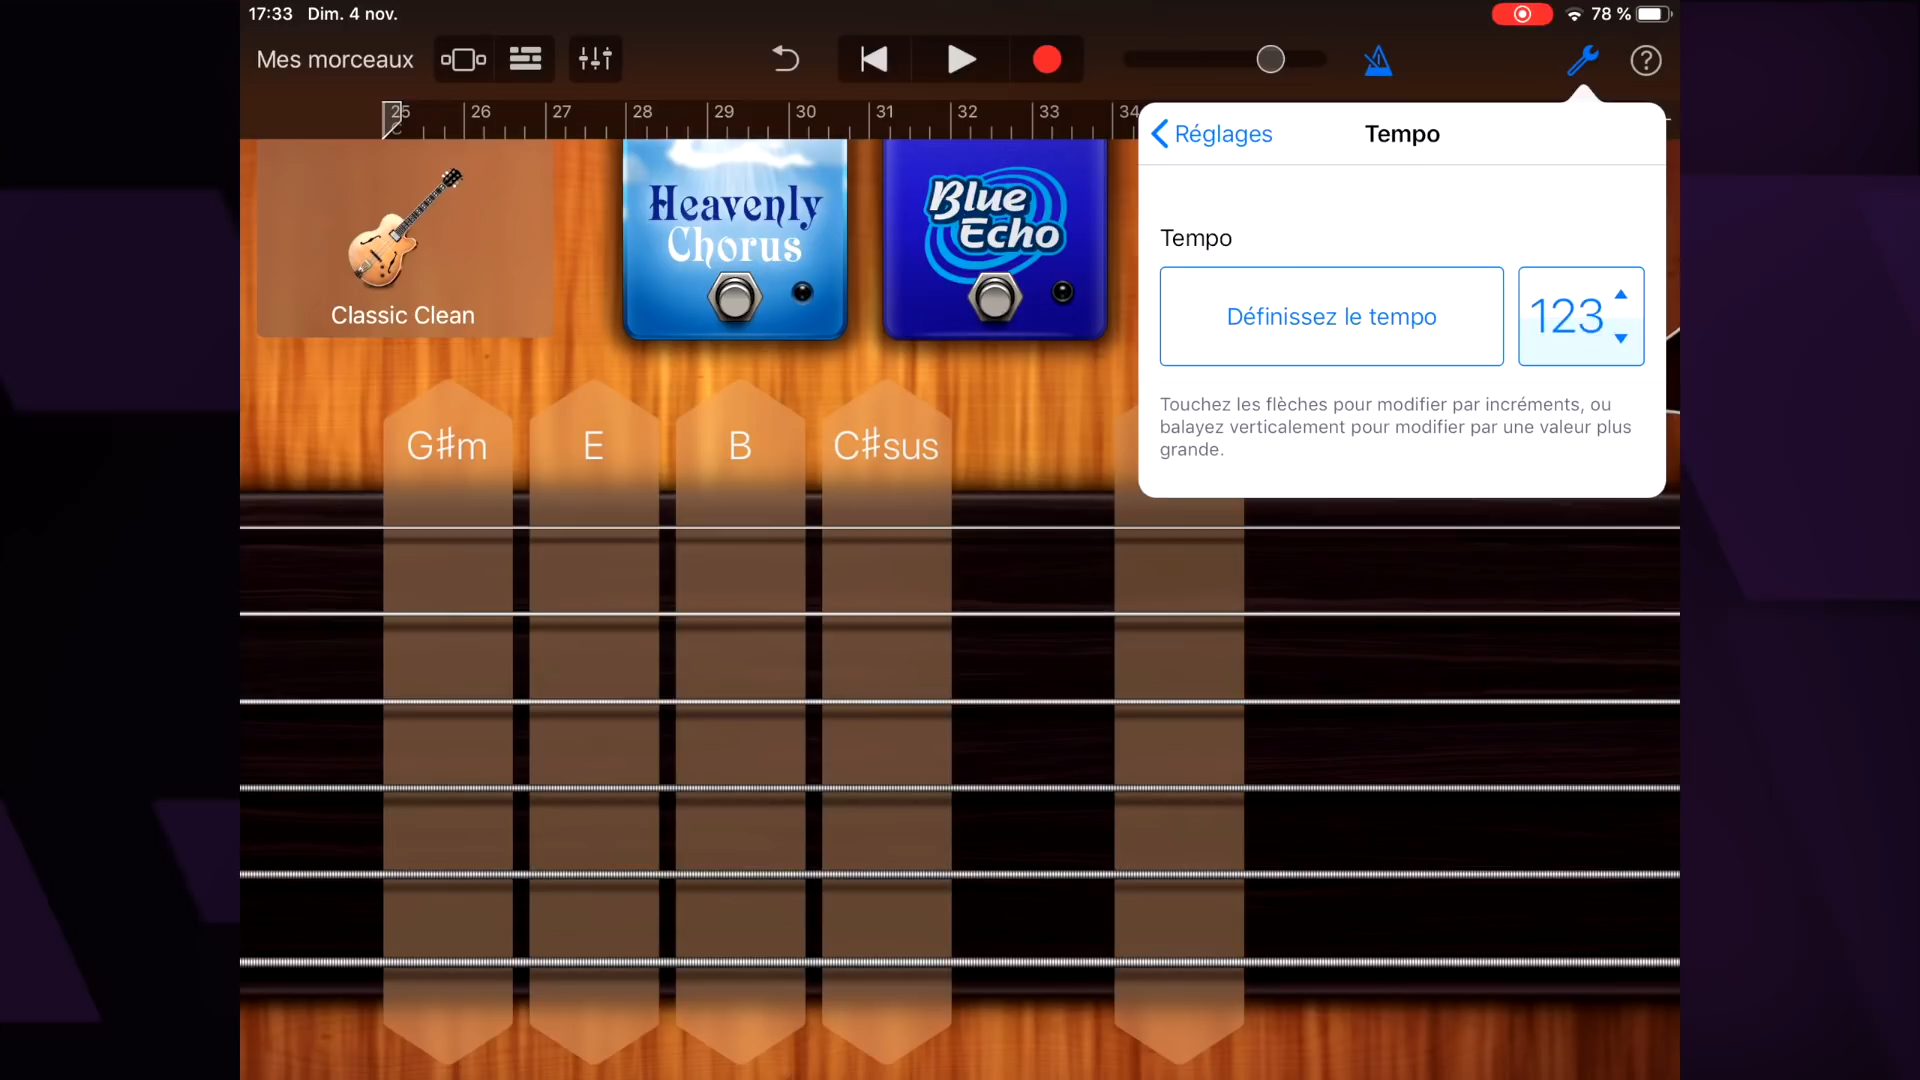 17:33 Dim. 4 nov.
78 %
Mes morceaux
25 26 27 28 29 30 31 32 33 34
C
Réglages
Tempo
Heavenly
Chorus
Blue
Echo
Classic Clean
Tempo
Définissez le tempo
123
Touchez les flèches pour modifier par incréments, ou
balayez verticalement pour modifier par une valeur plus
grande.
G♯m E B C♯sus